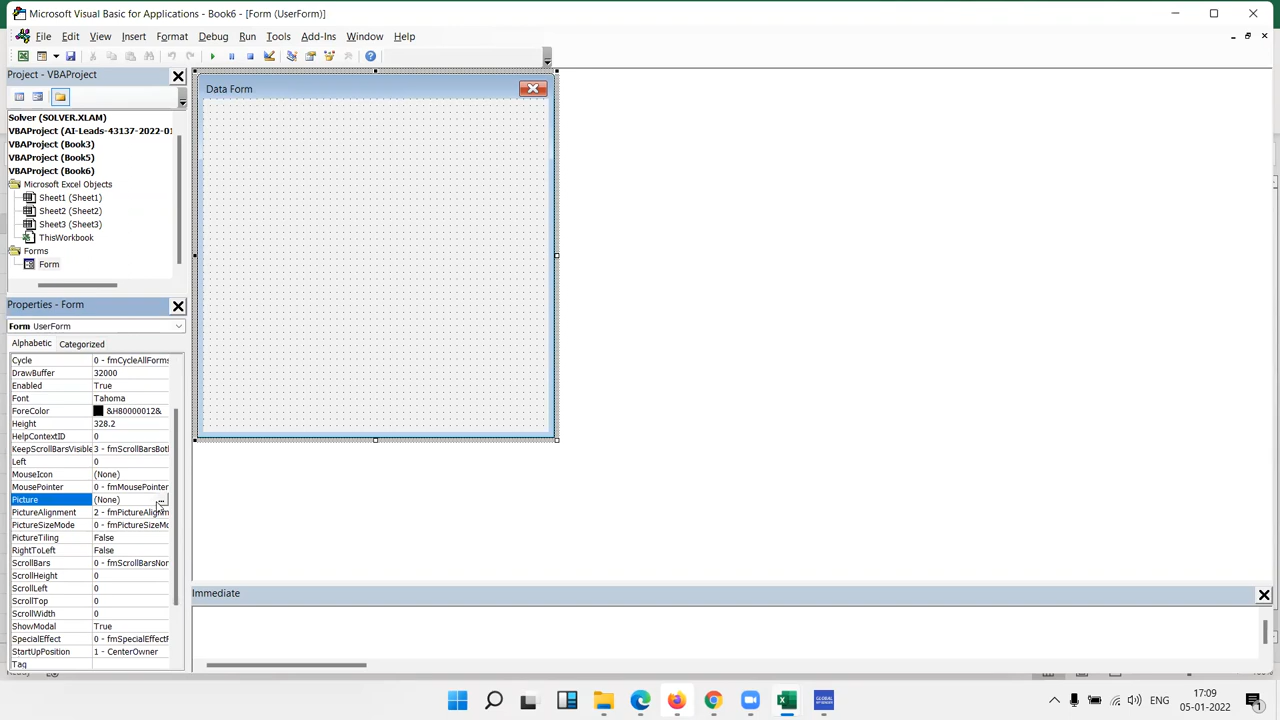 Microsoft Visual Basic for Applications - Book6 - [Form (UserForm)]
File Edit View Insert Format Debug Run Tools Add-Ins Window Help
Project - VBAProject
Solver (SOLVER.XLAM)
VBAProject (AI-Leads-43137-2022-01
VBAProject (Book3)
VBAProject (Book5)
VBAProject (Book6)
Microsoft Excel Objects
Sheet1 (Sheet1)
Sheet2 (Sheet2)
Sheet3 (Sheet3)
ThisWorkbook
Forms
Form
Data Form
Properties - Form
Form UserForm
Alphabetic Categorized
Cycle 0 - fmCycleAllForms
DrawBuffer 32000
Enabled True
Font Tahoma
ForeColor &H80000012&
Height 328.2
HelpContextID 0
KeepScrollBarsVisible 3 - fmScrollBarsBot
Left 0
MouseIcon (None)
MousePointer 0 - fmMousePointer
Picture (None) ...
PictureAlignment 2 - fmPictureAlignm
PictureSizeMode 0 - fmPictureSizeMo
PictureTiling False
RightToLeft False
ScrollBars 0 - fmScrollBarsNor
ScrollHeight 0
ScrollLeft 0
ScrollTop 0
ScrollWidth 0
ShowModal True
SpecialEffect 0 - fmSpecialEffectF
StartUpPosition 1 - CenterOwner
Tag
Immediate
ENG
17:09
05-01-2022